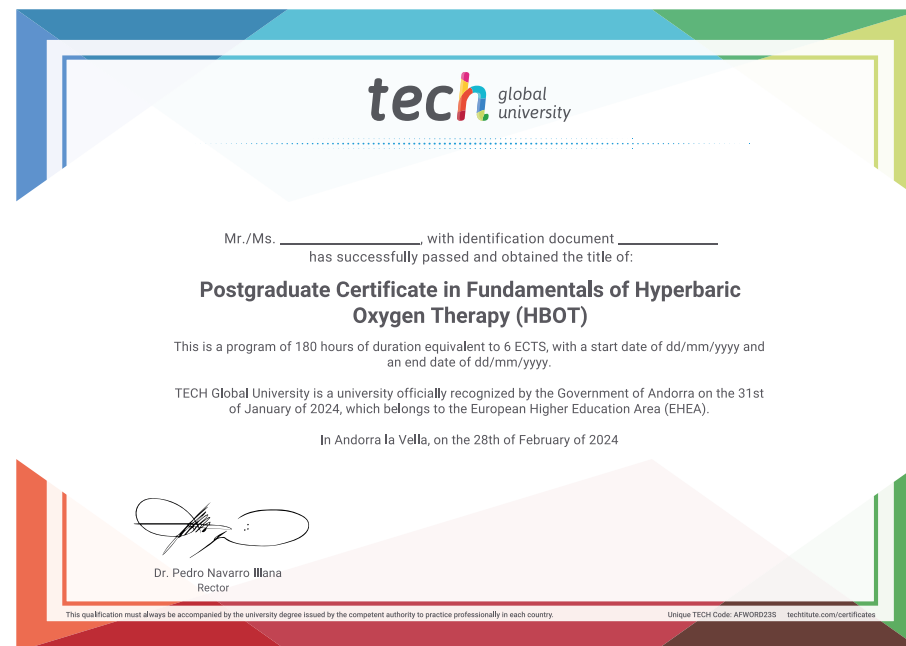 tech global
university
Mr./Ms. ____________, with identification document ____________
has successfully passed and obtained the title of:
Postgraduate Certificate in Fundamentals of Hyperbaric
Oxygen Therapy (HBOT)
This is a program of 180 hours of duration equivalent to 6 ECTS, with a start date of dd/mm/yyyy and
an end date of dd/mm/yyyy.
TECH Global University is a university officially recognized by the Government of Andorra on the 31st
of January of 2024, which belongs to the European Higher Education Area (EHEA).
In Andorra la Vella, on the 28th of February of 2024
Dr. Pedro Navarro Illana
Rector
This qualification must always be accompanied by the university degree issued by the competent authority to practice professionally in each country.
Unique TECH Code: AFWORD23S techtitute.com/certificates